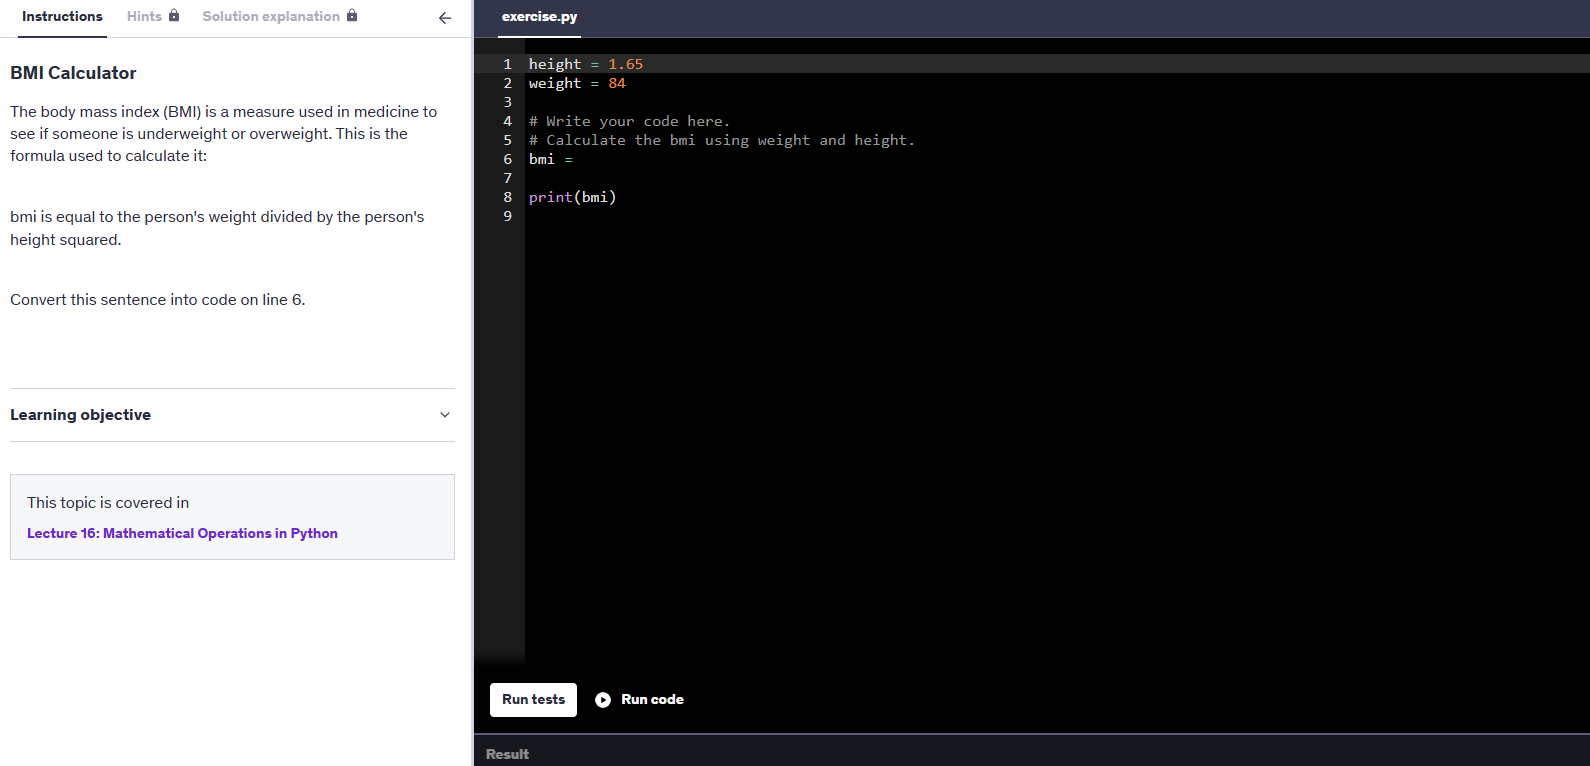 Instructions
Hints
Solution explanation
BMI Calculator
The body mass index (BMI) is a measure used in medicine to
see if someone is underweight or overweight. This is the
formula used to calculate it:
bmi is equal to the person's weight divided by the person's
height squared.
Convert this sentence into code on line 6.
Learning objective
This topic is covered in
Lecture 16: Mathematical Operations in Python
exercise.py
1 height = 1.65
2 weight = 84
3
4 # Write your code here.
5 # Calculate the bmi using weight and height.
6 bmi =
7
8 print(bmi)
9
Run tests
Run code
Result